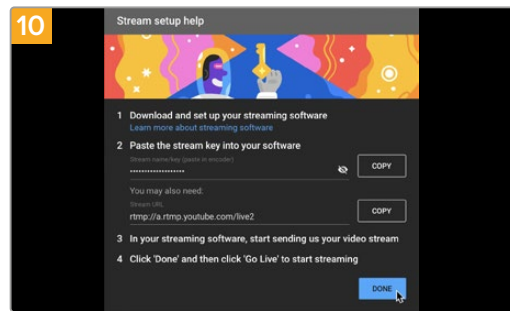 10
Stream setup help
1 Download and set up your streaming software
Learn more about streaming software
2 Paste the stream key into your software
Stream name/key (paste in encoder)
••••••••••••••••••••
COPY
You may also need:
Stream URL
rtmp://a.rtmp.youtube.com/live2
COPY
3 In your streaming software, start sending us your video stream
4 Click 'Done' and then click 'Go Live' to start streaming
DONE